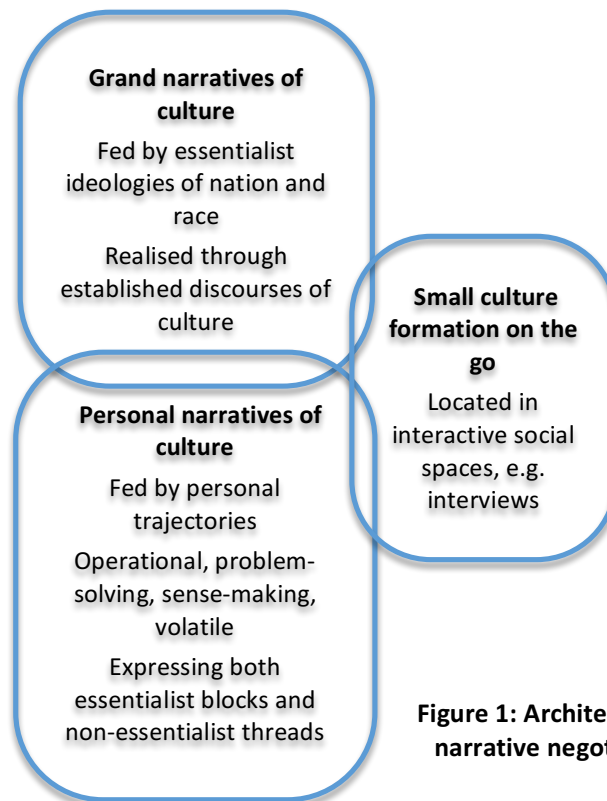 Grand narratives of
culture
Fed by essentialist
ideologies of nation and
race
Realised through
established discourses of
culture
Small culture
formation on the
go
Located in
interactive social
spaces, e.g.
interviews
Personal narratives of
culture
Fed by personal
trajectories
Operational, problem-
solving, sense-making,
volatile
Expressing both
essentialist blocks and
non-essentialist threads
Figure 1: Archite
narrative negot